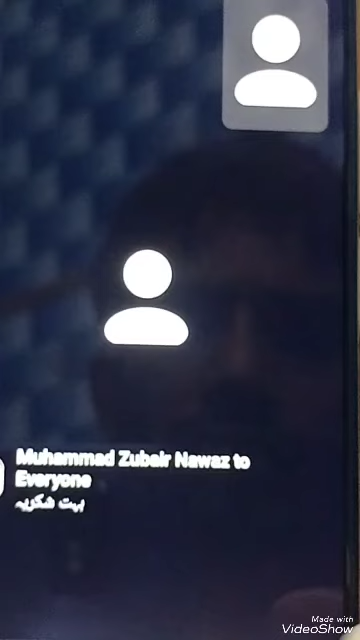 Muhammad Zubair Nawaz to
Everyone
بہت شکریہ
Made with
VideoShow